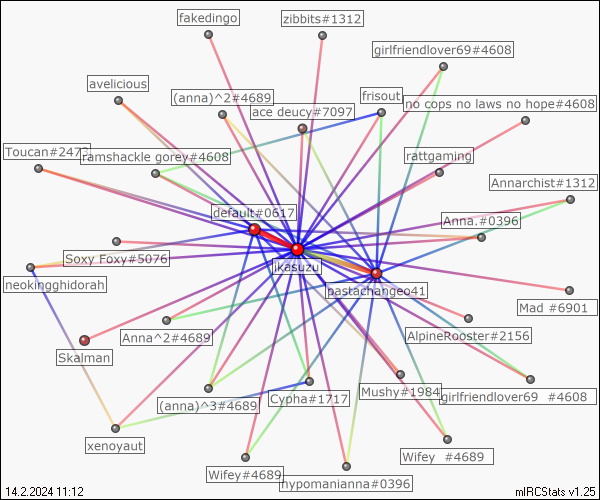 fakedingo
zibbits#1312
girlfriendlover69#4608
avelicious
(anna)^2#4689
ace deucy#7097
frisout
no cops no laws no hope#4608
Toucan#247
ramshackle gorey#4608
rattgaming
Annarchist#1312
default#0617
Anna.#0396
Soxy Foxy#5076
jikasuzu
neokingghidorah
pastachangeo41
Mad #6901
Anna^2#4689
AlpineRooster#2156
Skalman
(anna)^3#4689
Cypha#1717
Mushy#1984
girlfriendlover69 #4608
xenoyaut
Wifey #4689
Wifey#4689
hypomanianna#0396
14.2.2024 11:12
mIRCStats v1.25